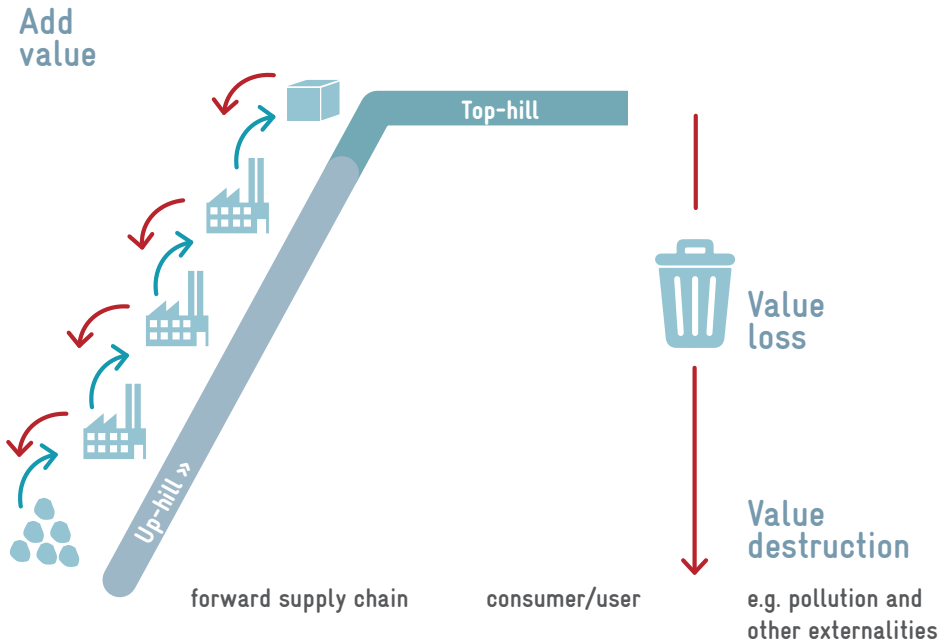 Add
value
Top-hill
Up-hill »
Value
loss
Value
destruction
forward supply chain
consumer/user
e.g. pollution and
other externalities